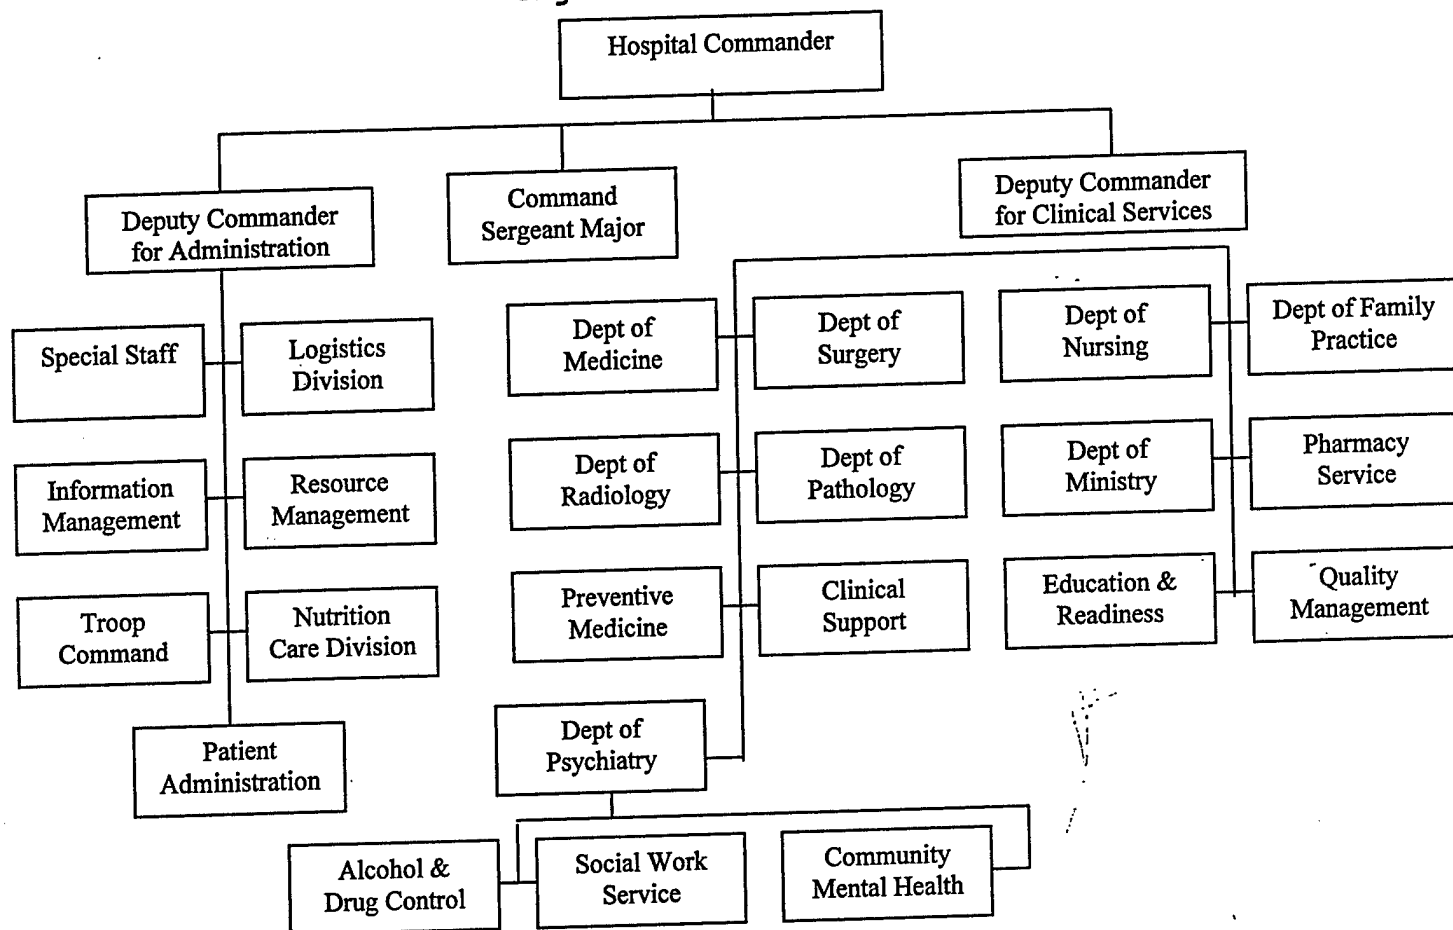 Hospital Commander
Deputy Commander
for Administration
Command
Sergeant Major
Deputy Commander
for Clinical Services
Special Staff
Logistics
Division
Information
Management
Resource
Management
Troop
Command
Nutrition
Care Division
Patient
Administration
Dept of
Medicine
Dept of
Surgery
Dept of
Radiology
Dept of
Pathology
Preventive
Medicine
Clinical
Support
Dept of
Psychiatry
Dept of
Nursing
Dept of Family
Practice
Dept of
Ministry
Pharmacy
Service
Education &
Readiness
Quality
Management
Alcohol &
Drug Control
Social Work
Service
Community
Mental Health